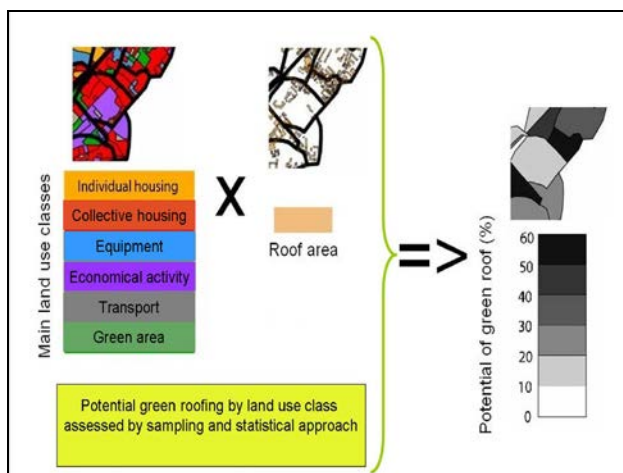 Main land use classes
Individual housing
Collective housing
Equipment
Economical activity
Transport
Green area
X
Roof area
Potential green roofing by land use class
assessed by sampling and statistical approach
= >
Potential of green roof (%)
60
50
40
30
20
10
0